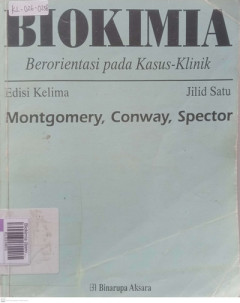 BIOKIMIA
Berorientasi pada Kasus-Klinik
Edisi Kelima Jilid Satu
Montgomery, Conway, Spector
Binarupa Aksara